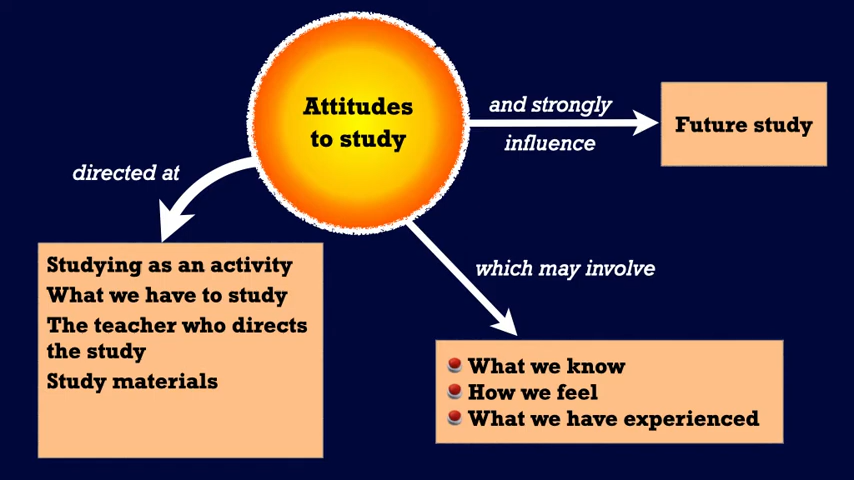 Attitudes
to study
and strongly
influence
Future study
directed at
Studying as an activity
What we have to study
The teacher who directs
the study
Study materials
which may involve
What we know
How we feel
What we have experienced